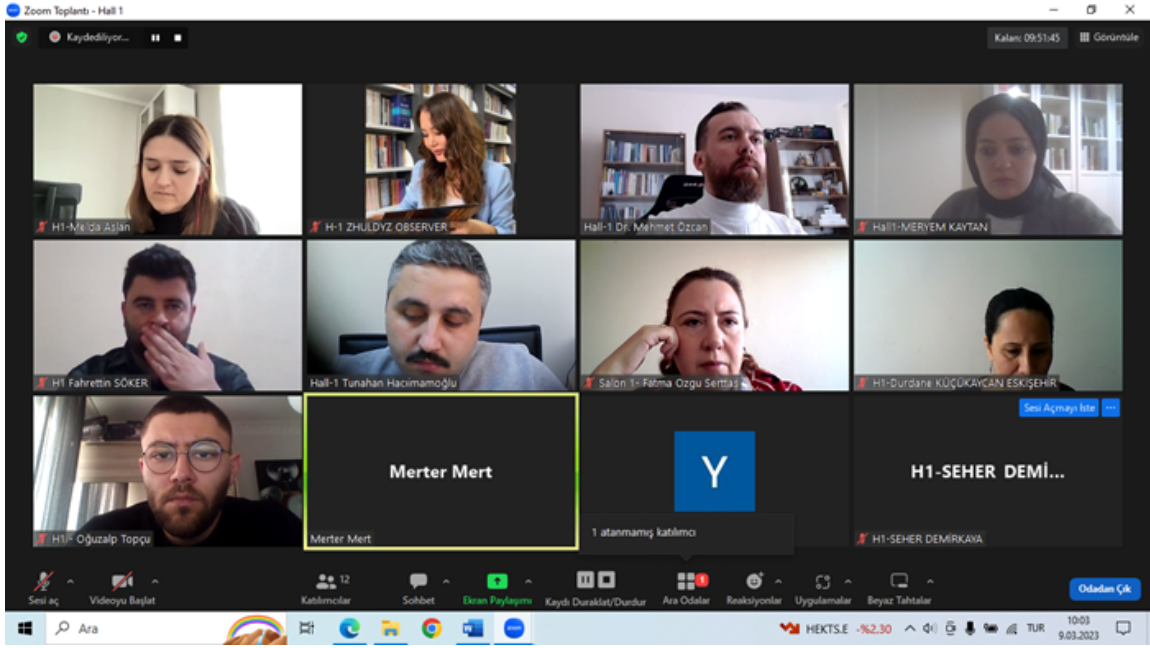 Zoom Toplantı - Hall 1
Kaydediliyor...
Kalan: 09:51:45
Görüntüle
H1-Melda Aslan
H-1 ZHULDYZ OBSERVER
Hall-1 Dr. Mehmet Özcan
Hall1-MERYEM KAYTAN
H1 Fahrettin SÖKER
Hall-1 Tunahan Hacıimamoğlu
Salon 1- Fatma Ozgu Serttaş
H1-Durdane KÜÇÜKAYCAN ESKİŞEHİR
Sesi Açmayı İste
H1 - Oğuzalp Topçu
Merter Mert
Merter Mert
Y
1 atanmamış katılımcı
H1-SEHER DEMİ...
H1-SEHER DEMİRKAYA
Sesi aç
Videoyu Başlat
12
Katılımcılar
Sohbet
Ekran Paylaşımı
Kaydı Duraklat/Durdur
1
Ara Odalar
Reaksiyonlar
Uygulamalar
Beyaz Tahtalar
Odadan Çık
Ara
HEKTS.E -%2,30
TUR
10:03
9.03.2023